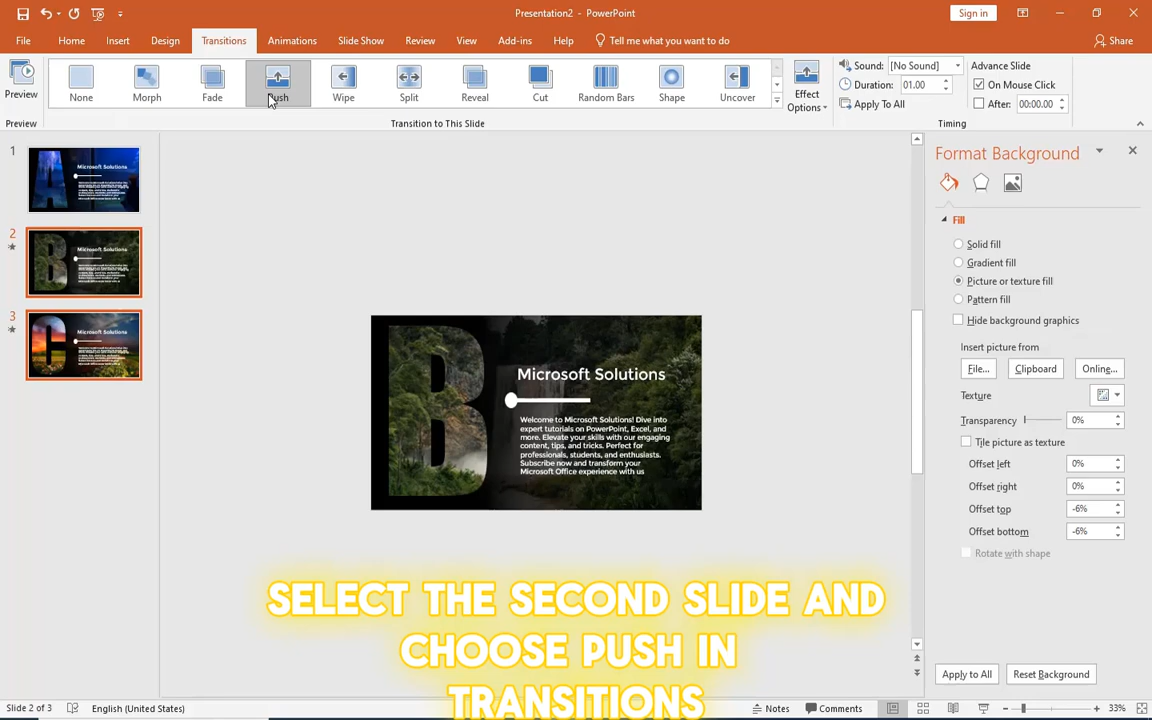 Presentation2 - PowerPoint
Sign in
File
Home
Insert
Design
Transitions
Animations
Slide Show
Review
View
Add-ins
Help
Tell me what you want to do
Share
Preview
None
Morph
Fade
Push
Wipe
Split
Reveal
Cut
Random Bars
Shape
Uncover
Effect
Options
Sound: [No Sound]
Duration: 01.00
Apply To All
Advance Slide
On Mouse Click
After: 00:00.00
Preview
Transition to This Slide
Timing
1
A
Microsoft Solutions
2
B
Microsoft Solutions
3
C
Microsoft Solutions
B
Microsoft Solutions
Welcome to Microsoft Solutions! Dive into
expert tutorials on PowerPoint, Excel, and
more. Elevate your skills with our engaging
content, tips, and tricks. Perfect for
professionals, students, and enthusiasts.
Subscribe now and transform your
Microsoft Office experience with us
Format Background
Fill
Solid fill
Gradient fill
Picture or texture fill
Pattern fill
Hide background graphics
Insert picture from
File...
Clipboard
Online...
Texture
Transparency
0%
Tile picture as texture
Offset left
0%
Offset right
0%
Offset top
-6%
Offset bottom
-6%
Rotate with shape
Apply to All
Reset Background
SELECT THE SECOND SLIDE AND
CHOOSE PUSH IN
TRANSITIONS
Slide 2 of 3
English (United States)
Notes
Comments
33%